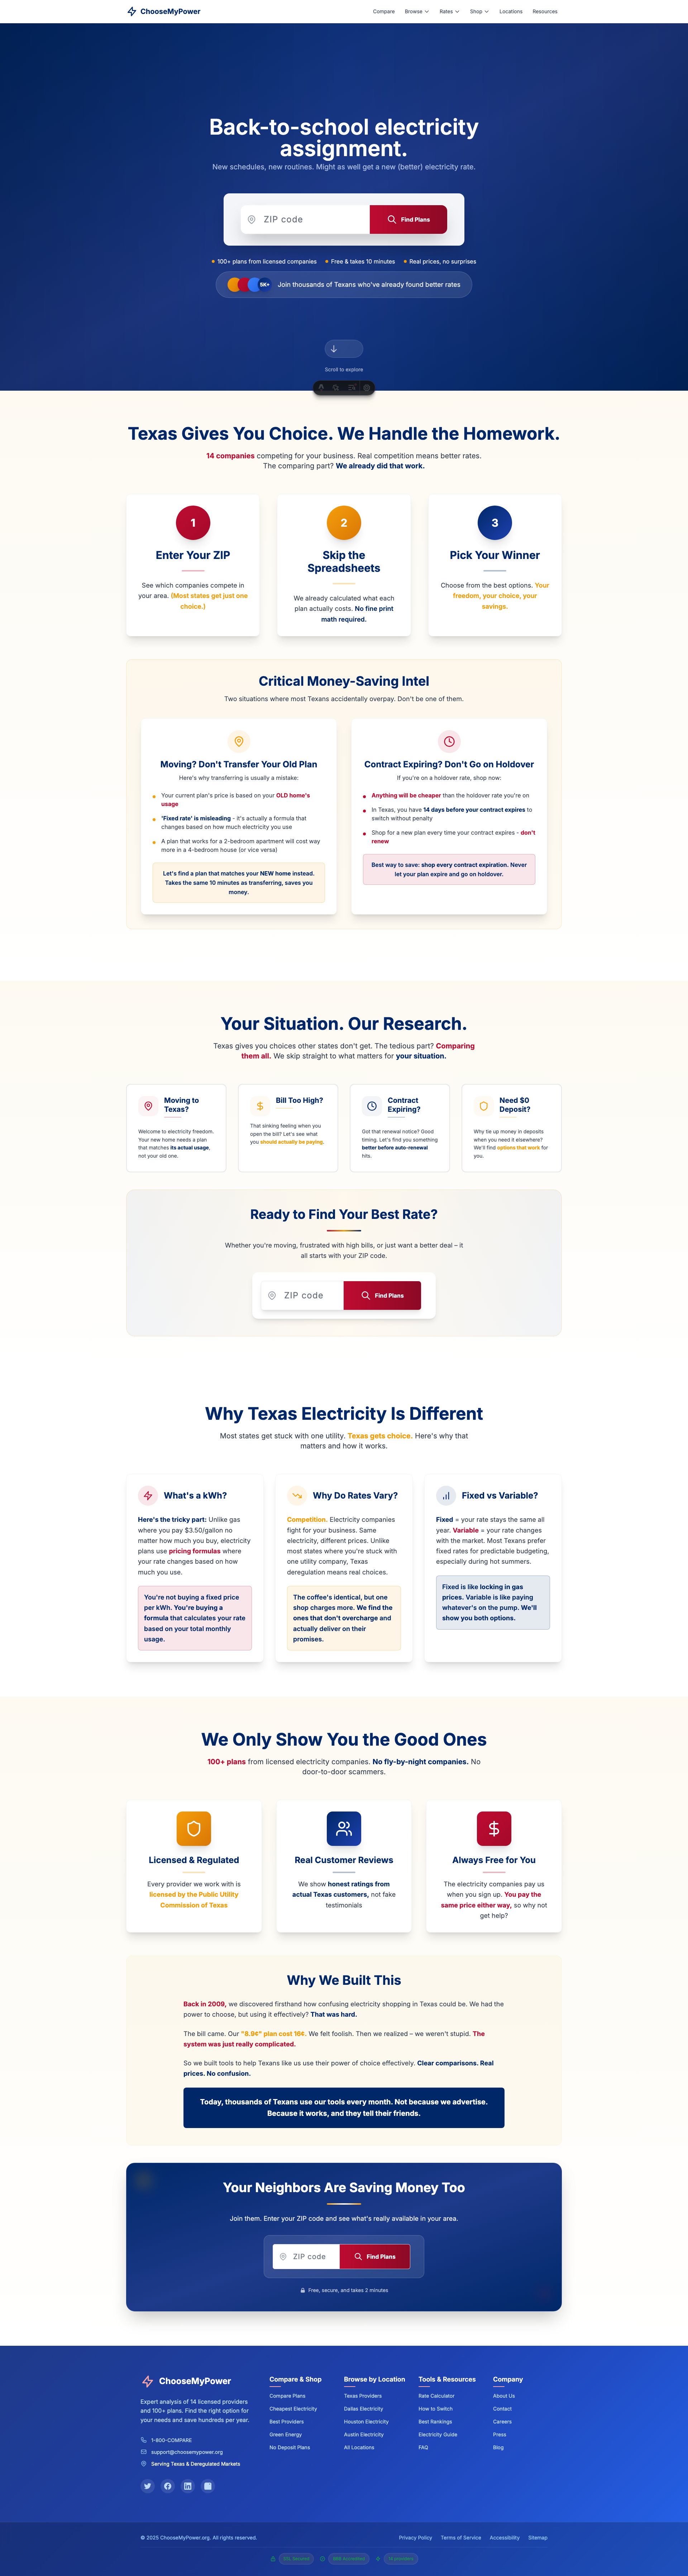 ChooseMyPower
Compare Browse Rates Shop Locations Resources
Back-to-school electricity
assignment.
New schedules, new routines. Might as well get a new (better) electricity rate.
ZIP code
Find Plans
100+ plans from licensed companies Free & takes 10 minutes Real prices, no surprises
5K+ Join thousands of Texans who've already found better rates
Scroll to explore
Texas Gives You Choice. We Handle the Homework.
14 companies competing for your business. Real competition means better rates.
The comparing part? We already did that work.
1
Enter Your ZIP
See which companies compete in
your area. (Most states get just one
choice.)
2
Skip the
Spreadsheets
We already calculated what each
plan actually costs. No fine print
math required.
3
Pick Your Winner
Choose from the best options. Your
freedom, your choice, your
savings.
Critical Money-Saving Intel
Two situations where most Texans accidentally overpay. Don't be one of them.
Moving? Don't Transfer Your Old Plan
Here's why transferring is usually a mistake:
Your current plan's price is based on your OLD home's
usage
'Fixed rate' is misleading - it's actually a formula that
changes based on how much electricity you use
A plan that works for a 2-bedroom apartment will cost way
more in a 4-bedroom house (or vice versa)
Let's find a plan that matches your NEW home instead.
Takes the same 10 minutes as transferring, saves you
money.
Contract Expiring? Don't Go on Holdover
If you're on a holdover rate, shop now:
Anything will be cheaper than the holdover rate you're on
In Texas, you have 14 days before your contract expires to
switch without penalty
Shop for a new plan every time your contract expires - don't
renew
Best way to save: shop every contract expiration. Never
let your plan expire and go on holdover.
Your Situation. Our Research.
Texas gives you choices other states don't get. The tedious part? Comparing
them all. We skip straight to what matters for your situation.
Moving to
Texas?
Welcome to electricity freedom.
Your new home needs a plan
that matches its actual usage,
not your old one.
Bill Too High?
That sinking feeling when you
open the bill? Let's see what
you should actually be paying.
Contract
Expiring?
Got that renewal notice? Good
timing. Let's find you something
better before auto-renewal
hits.
Need $0
Deposit?
Why tie up money in deposits
when you need it elsewhere?
We'll find options that work for
you.
Ready to Find Your Best Rate?
Whether you're moving, frustrated with high bills, or just want a better deal – it
all starts with your ZIP code.
ZIP code
Find Plans
Why Texas Electricity Is Different
Most states get stuck with one utility. Texas gets choice. Here's why that
matters and how it works.
What's a kWh?
Here's the tricky part: Unlike gas
where you pay $3.50/gallon no
matter how much you buy, electricity
plans use pricing formulas where
your rate changes based on how
much you use.
You're not buying a fixed price
per kWh. You're buying a
formula that calculates your rate
based on your total monthly
usage.
Why Do Rates Vary?
Competition. Electricity companies
fight for your business. Same
electricity, different prices. Unlike
most states where you're stuck with
one utility company, Texas
deregulation means real choices.
The coffee's identical, but one
shop charges more. We find the
ones that don't overcharge and
actually deliver on their
promises.
Fixed vs Variable?
Fixed = your rate stays the same all
year. Variable = your rate changes
with the market. Most Texans prefer
fixed rates for predictable budgeting,
especially during hot summers.
Fixed is like locking in gas
prices. Variable is like paying
whatever's on the pump. We'll
show you both options.
We Only Show You the Good Ones
100+ plans from licensed electricity companies. No fly-by-night companies. No
door-to-door scammers.
Licensed & Regulated
Every provider we work with is
licensed by the Public Utility
Commission of Texas
Real Customer Reviews
We show honest ratings from
actual Texas customers, not fake
testimonials
Always Free for You
The electricity companies pay us
when you sign up. You pay the
same price either way, so why not
get help?
Why We Built This
Back in 2009, we discovered firsthand how confusing electricity shopping in Texas could be. We had the
power to choose, but using it effectively? That was hard.
The bill came. Our "8.9¢" plan cost 16¢. We felt foolish. Then we realized – we weren't stupid. The
system was just really complicated.
So we built tools to help Texans like us use their power of choice effectively. Clear comparisons. Real
prices. No confusion.
Today, thousands of Texans use our tools every month. Not because we advertise.
Because it works, and they tell their friends.
Your Neighbors Are Saving Money Too
Join them. Enter your ZIP code and see what's really available in your area.
ZIP code
Find Plans
Free, secure, and takes 2 minutes
ChooseMyPower
Expert analysis of 14 licensed providers
and 100+ plans. Find the right option for
your needs and save hundreds per year.
1-800-COMPARE
support@choosemypower.org
Serving Texas & Deregulated Markets
Compare & Shop
Compare Plans
Cheapest Electricity
Best Providers
Green Energy
No Deposit Plans
Browse by Location
Texas Providers
Dallas Electricity
Houston Electricity
Austin Electricity
All Locations
Tools & Resources
Rate Calculator
How to Switch
Best Rankings
Electricity Guide
FAQ
Company
About Us
Contact
Careers
Press
Blog
© 2025 ChooseMyPower.org. All rights reserved.
Privacy Policy Terms of Service Accessibility Sitemap